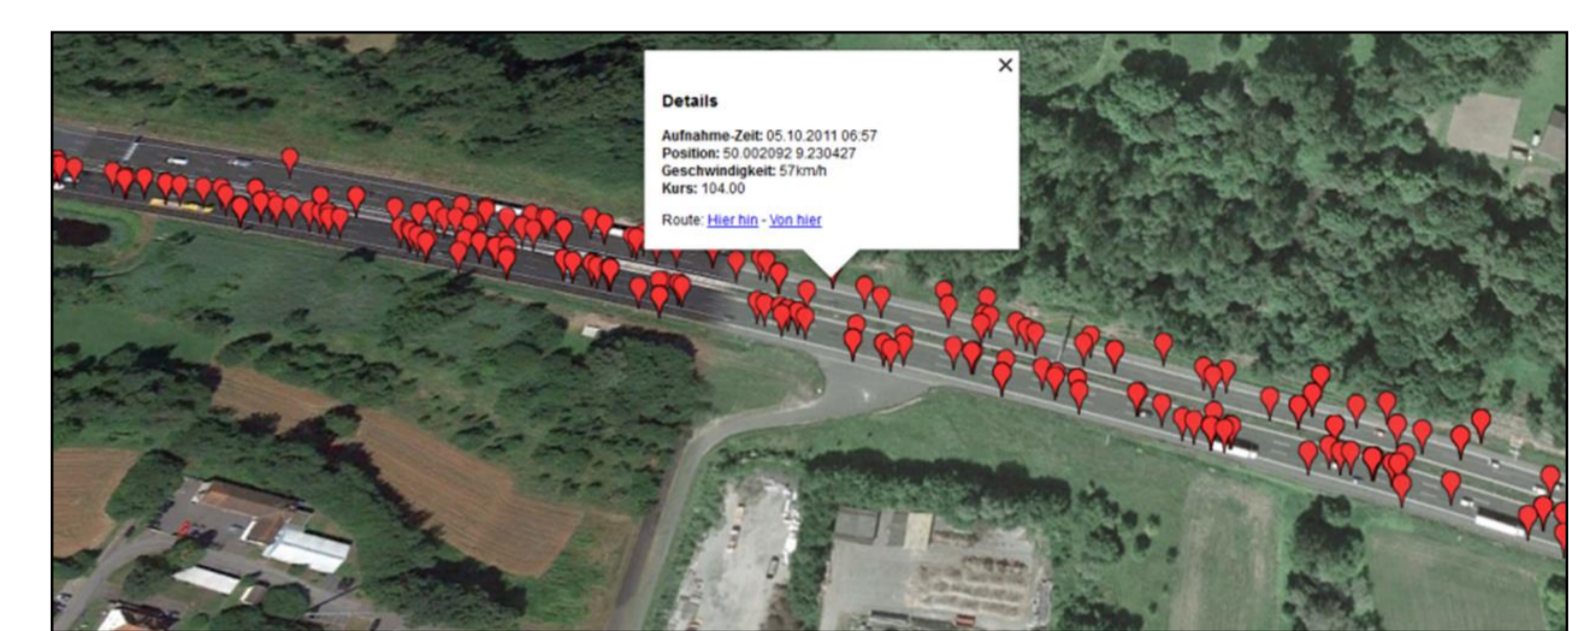 Details
Aufnahme-Zeit: 05.10.2011 06:57
Position: 50.002092 9.230427
Geschwindigkeit: 57km/h
Kurs: 104.00
Route: Hier hin - Von hier